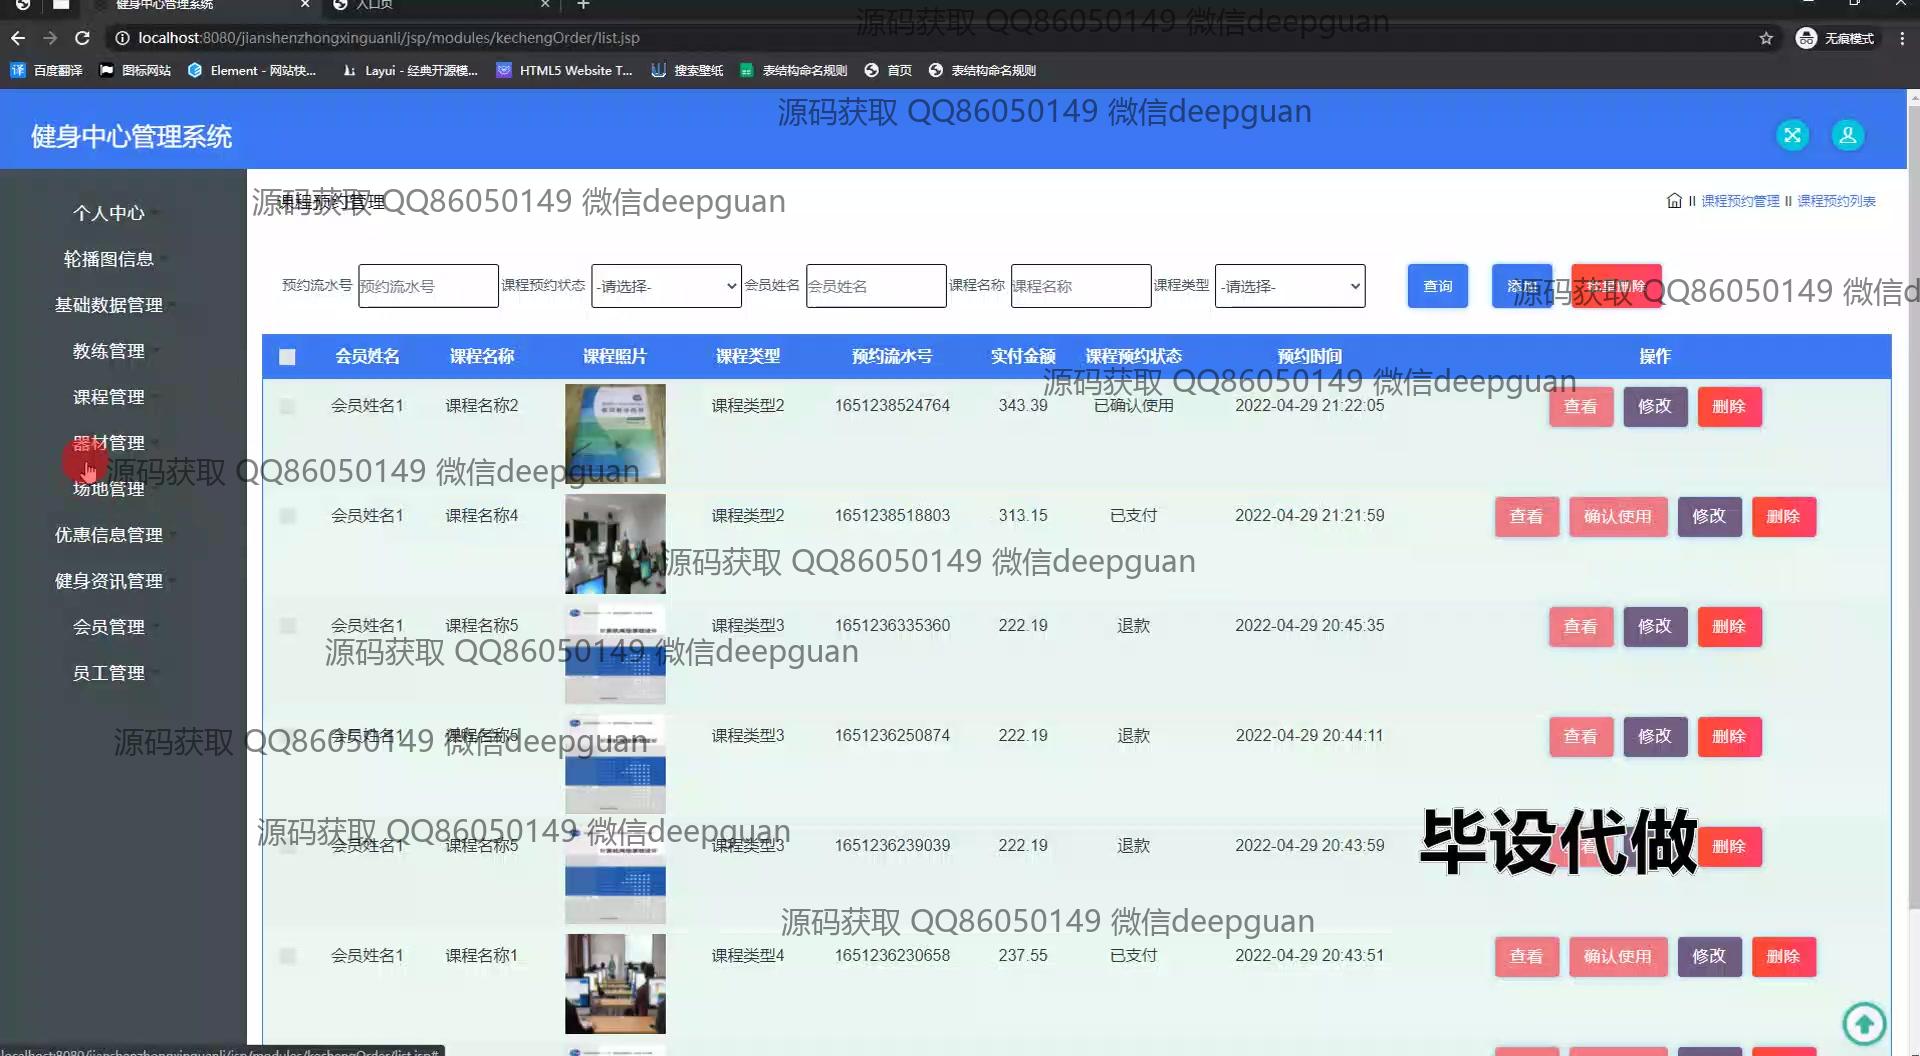 健身中心管理系统
入口页
localhost:8080/jianshenzhongxinguanli/jsp/modules/kechengOrder/list.jsp
无痕模式
百度翻译 图标网站 Element - 网站快... Layui - 经典开源模... HTML5 Website T... 搜索壁纸 表结构命名规则 首页 表结构命名规则
源码获取 QQ86050149 微信deepguan
源码获取 QQ86050149 微信deepguan
健身中心管理系统
个人中心
轮播图信息
基础数据管理
教练管理
课程管理
器材管理
场地管理
优惠信息管理
健身资讯管理
会员管理
员工管理
课程预约管理
源码获取 QQ86050149 微信deepguan
课程预约管理 课程预约列表
预约流水号 预约流水号 课程预约状态 -请选择- 会员姓名 会员姓名 课程名称 课程名称 课程类型 -请选择- 查询 添加 批量删除
源码获取 QQ86050149 微信d
会员姓名 课程名称 课程照片 课程类型 预约流水号 实付金额 课程预约状态 预约时间 操作
源码获取 QQ86050149 微信deepguan
会员姓名1 课程名称2 课程类型2 1651238524764 343.39 已确认使用 2022-04-29 21:22:05 查看 修改 删除
源码获取 QQ86050149 微信deepguan
会员姓名1 课程名称4 课程类型2 1651238518803 313.15 已支付 2022-04-29 21:21:59 查看 确认使用 修改 删除
源码获取 QQ86050149 微信deepguan
会员姓名1 课程名称5 课程类型3 1651236335360 222.19 退款 2022-04-29 20:45:35 查看 修改 删除
源码获取 QQ86050149 微信deepguan
会员姓名1 课程名称5 课程类型3 1651236250874 222.19 退款 2022-04-29 20:44:11 查看 修改 删除
源码获取 QQ86050149 微信deepguan
会员姓名1 课程名称5 课程类型3 1651236239039 222.19 退款 2022-04-29 20:43:59 删除
源码获取 QQ86050149 微信deepguan
毕设代做
源码获取 QQ86050149 微信deepguan
会员姓名1 课程名称1 课程类型4 1651236230658 237.55 已支付 2022-04-29 20:43:51 查看 确认使用 修改 删除
localhost:8080/jianshenzhongxinguanli/jsp/modules/kechengOrder/list.jsp#